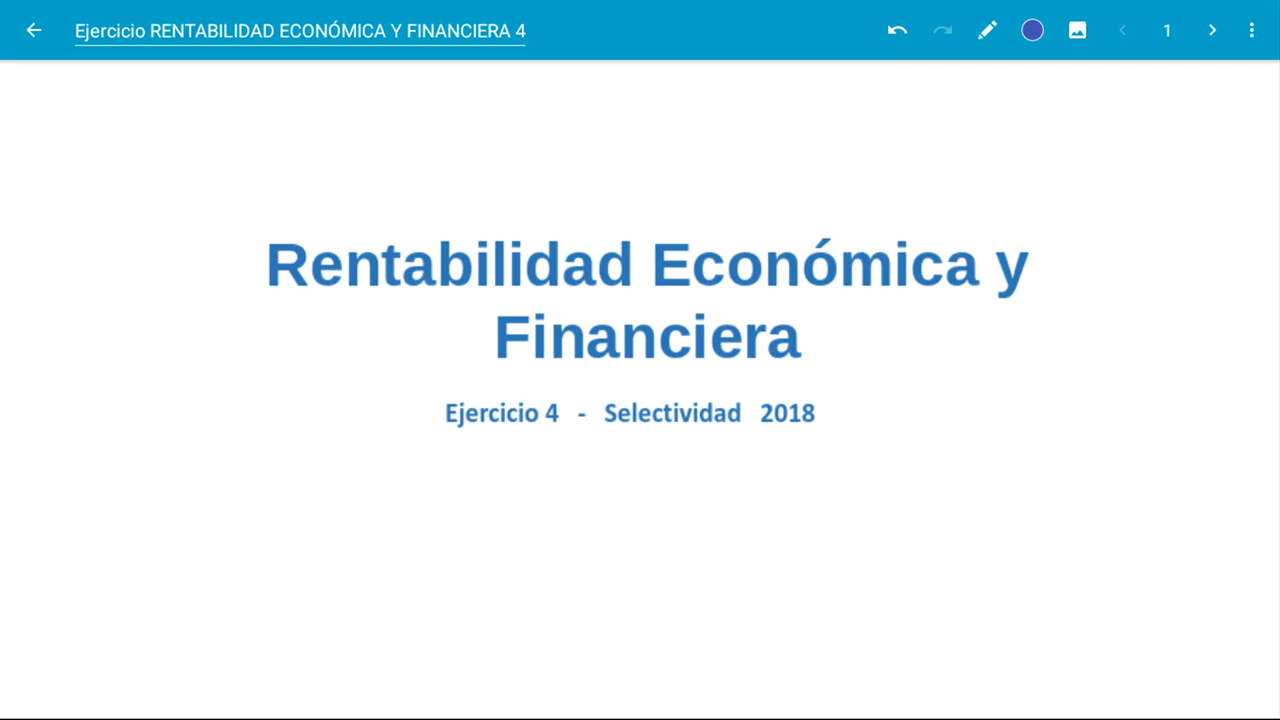 Ejercicio RENTABILIDAD ECONÓMICA Y FINANCIERA 4
1
Rentabilidad Económica y
Financiera
Ejercicio 4 - Selectividad 2018